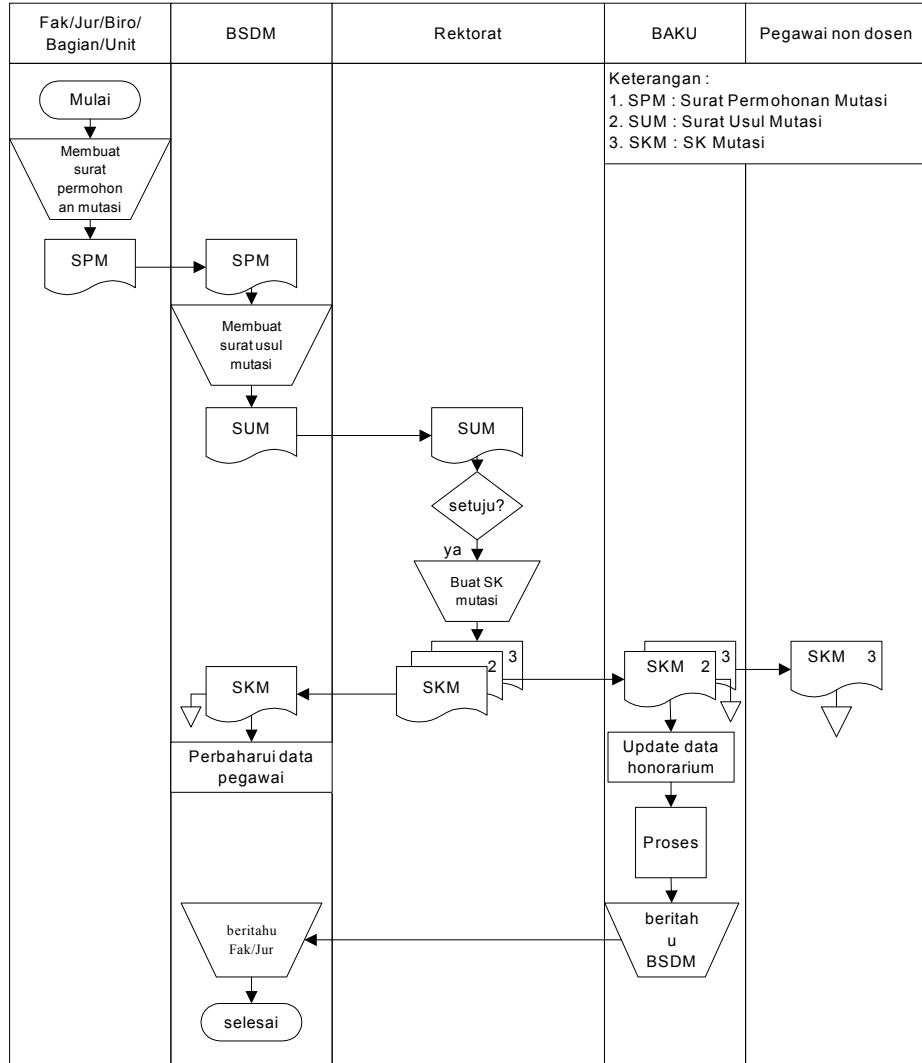 Fak/Jur/Biro/
Bagian/Unit
BSDM
Rektorat
BAKU
Pegawai non dosen
Keterangan :
1. SPM : Surat Permohonan Mutasi
2. SUM : Surat Usul Mutasi
3. SKM : SK Mutasi
Mulai
Membuat
surat
permohon
an mutasi
SPM
SPM
Membuat
surat usul
mutasi
SUM
SUM
setuju?
ya
Buat SK
mutasi
3
2
SKM
SKM
3
SKM 2
SKM 3
Perbaharui data
pegawai
Update data
honorarium
Proses
beritah
u
BSDM
beritahu
Fak/Jur
selesai